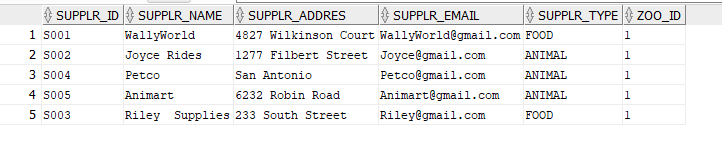 SUPPLR_ID SUPPLR_NAME SUPPLR_ADDRES SUPPLR_EMAIL SUPPLR_TYPE ZOO_ID
1 S001 WallyWorld 4827 Wilkinson Court WallyWorld@gmail.com FOOD 1
2 S002 Joyce Rides 1277 Filbert Street Joyce@gmail.com ANIMAL 1
3 S004 Petco San Antonio Petco@gmail.com ANIMAL 1
4 S005 Animart 6232 Robin Road Animart@gmail.com ANIMAL 1
5 S003 Riley  Supplies 233 South Street Riley@gmail.com FOOD 1